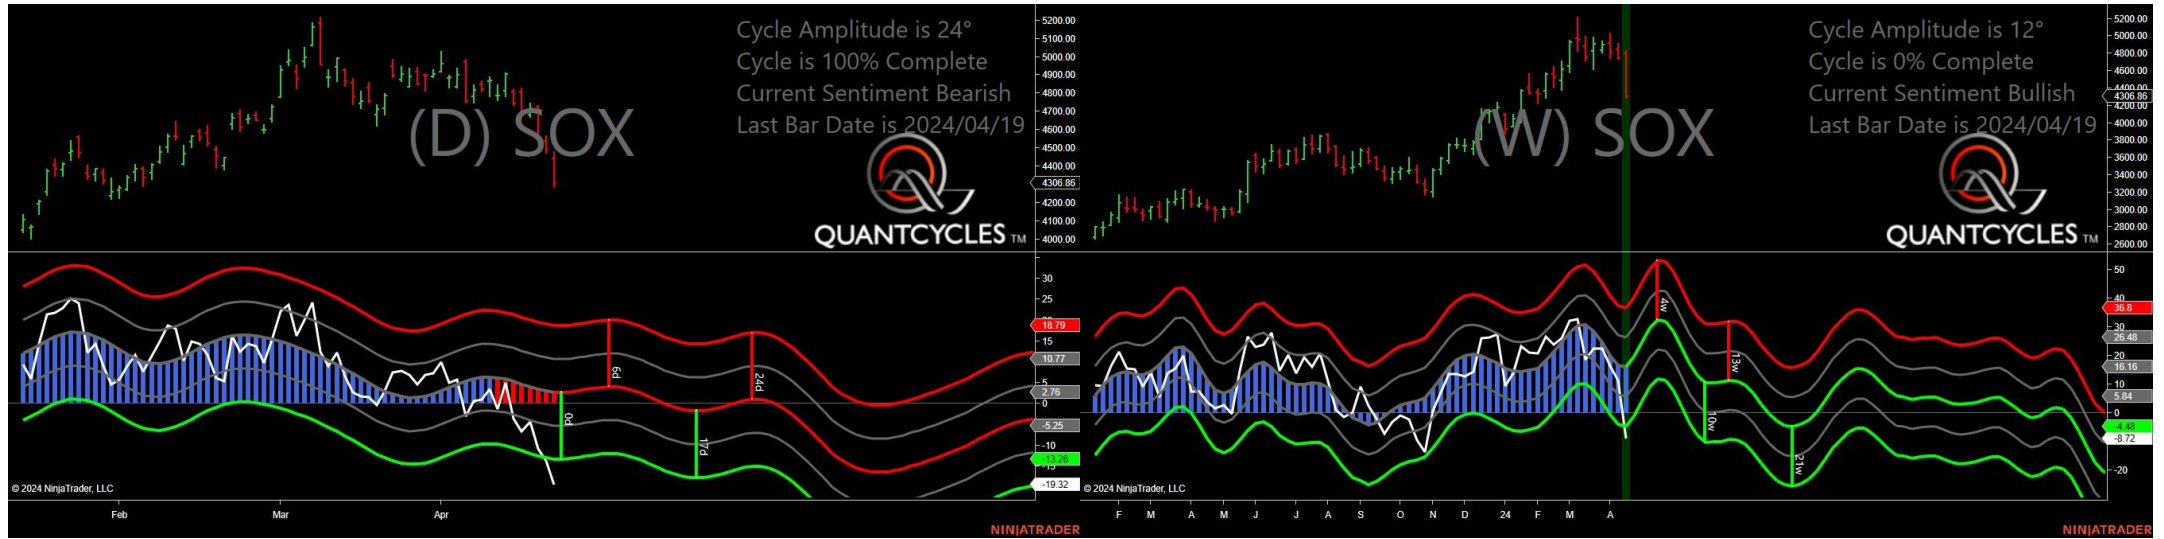 Cycle Amplitude is 24°
Cycle is 100% Complete
Current Sentiment Bearish
Last Bar Date is 2024/04/19
(D) SOX
QUANTCYCLES TM
5200.00
5100.00
5000.00
4900.00
4800.00
4700.00
4600.00
4500.00
4400.00
4306.86
4200.00
4100.00
4000.00
30
25
18.79
15
10.77
5
2.76
0
-5.25
-10
-13.26
-15
-19.32
6d
24d
0d
17d
© 2024 NinjaTrader, LLC
Feb Mar Apr
NINJATRADER
Cycle Amplitude is 12°
Cycle is 0% Complete
Current Sentiment Bullish
Last Bar Date is 2024/04/19
(W) SOX
QUANTCYCLES TM
5200.00
5000.00
4800.00
4600.00
4400.00
4306.86
4200.00
4000.00
3800.00
3600.00
3400.00
3200.00
3000.00
2800.00
2600.00
50
40
36.8
30
26.48
20
16.16
10
5.84
0
-4.48
-8.72
-20
4w
13w
10w
21w
© 2024 NinjaTrader, LLC
F M A M J J A S O N D 24 F M A
NINJATRADER